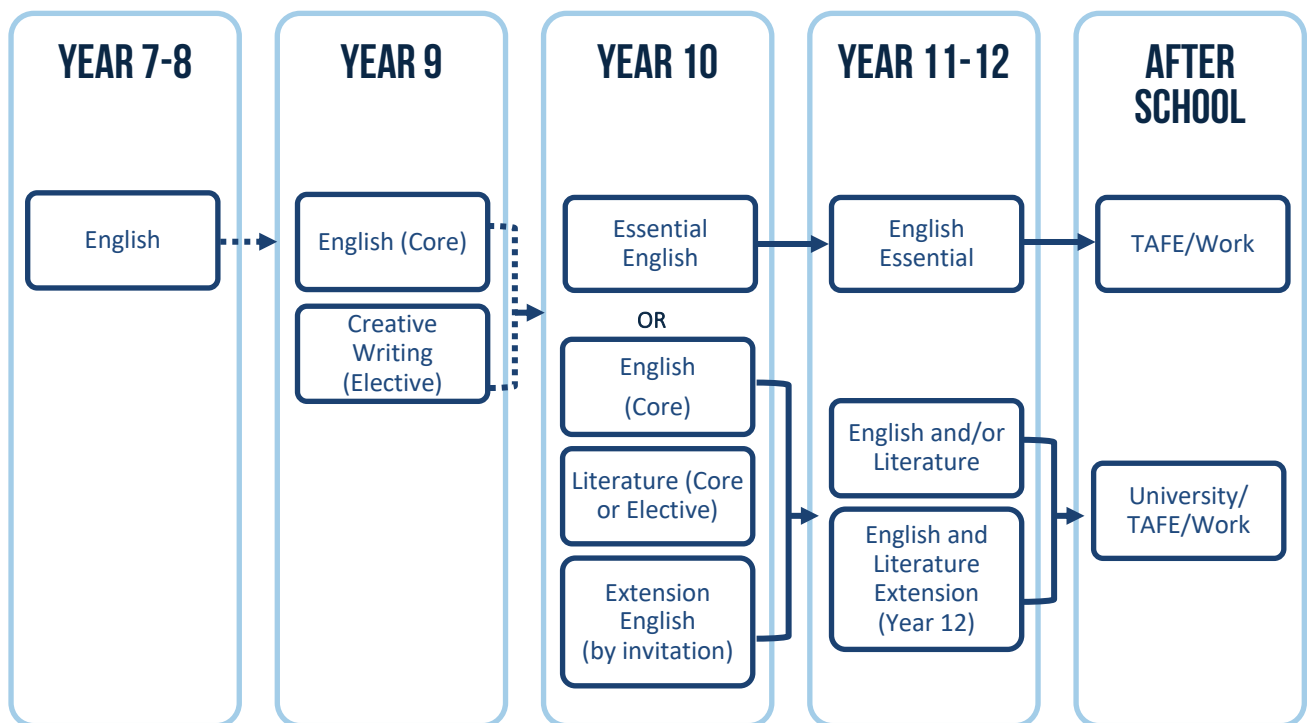 YEAR 7-8
English
YEAR 9
English (Core)
Creative
Writing
(Elective)
YEAR 10
Essential
English
OR
English
(Core)
Literature (Core
or Elective)
Extension
English
(by invitation)
YEAR 11-12
English
Essential
English and/or
Literature
English and
Literature
Extension
(Year 12)
AFTER
SCHOOL
TAFE/Work
University/
TAFE/Work